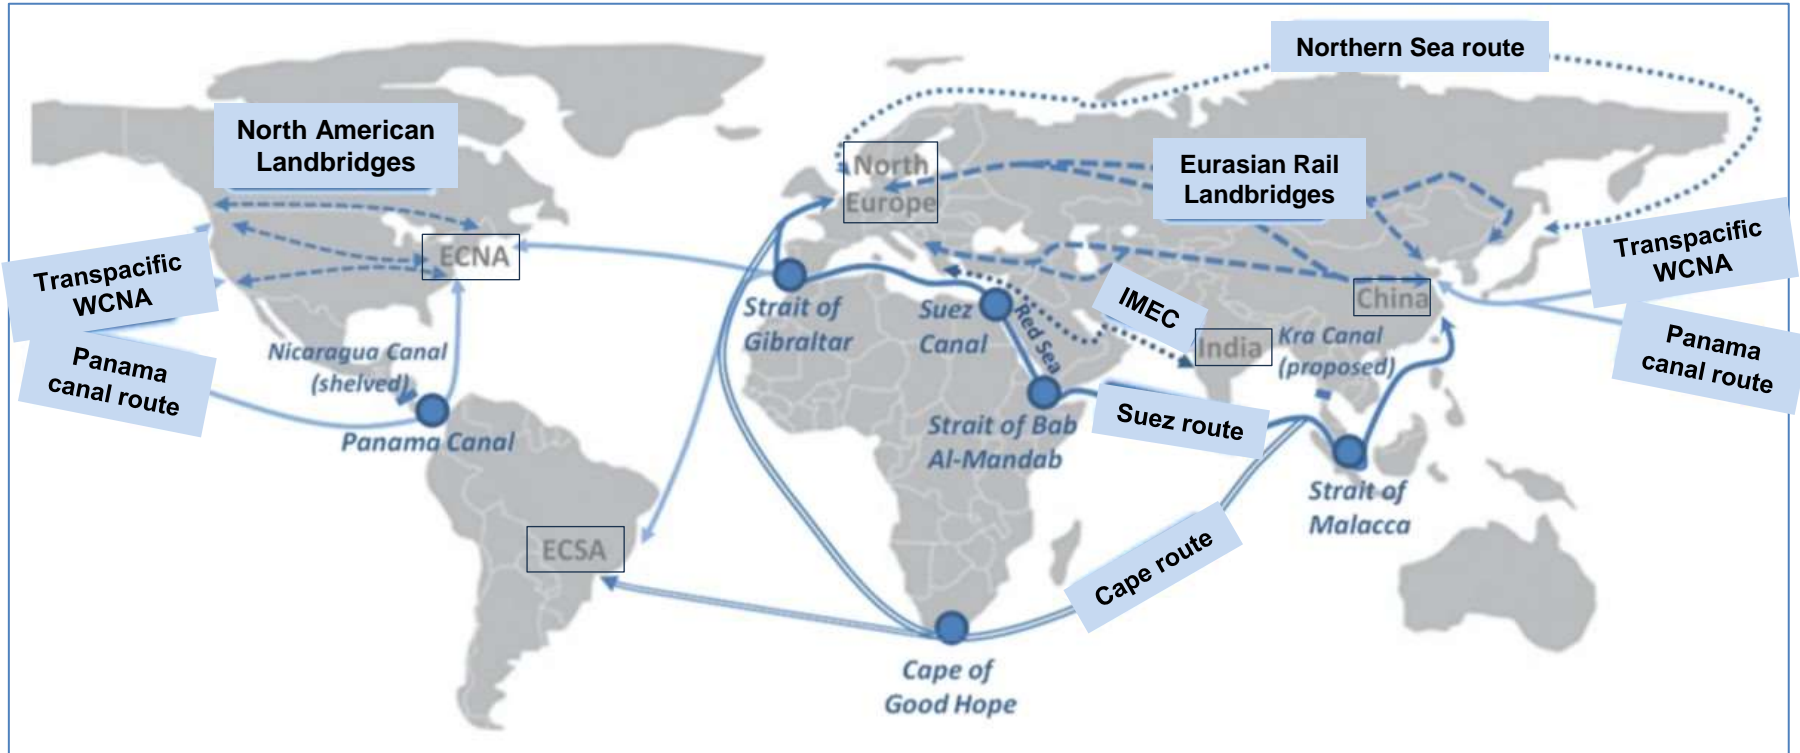 Northern Sea route
North American
Landbridges
North
Europe
Eurasian Rail
Landbridges
ECNA
Transpacific
WCNA
Transpacific
WCNA
Strait of
Gibraltar
Suez
Canal
Red Sea
IMEC
China
India
Kra Canal
(proposed)
Nicaragua Canal
(shelved)
Panama
canal route
Panama
canal route
Panama Canal
Strait of Bab
Al-Mandab
Suez route
Strait of
Malacca
ECSA
Cape route
Cape of
Good Hope